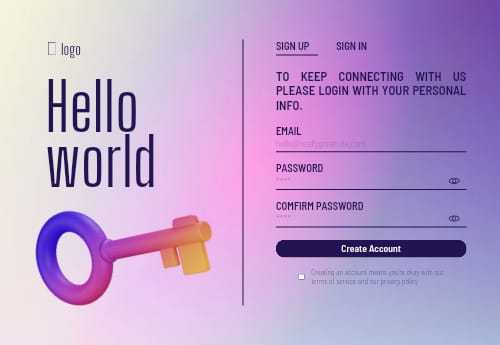 logo
Hello
world
SIGN UP
SIGN IN
TO KEEP CONNECTING WITH US
PLEASE LOGIN WITH YOUR PERSONAL
INFO.
EMAIL
hello@reallygreatsite.com
PASSWORD
****
COMFIRM PASSWORD
****
Create Account
Creating an account means you're okay with our
terms of service and our privacy policy